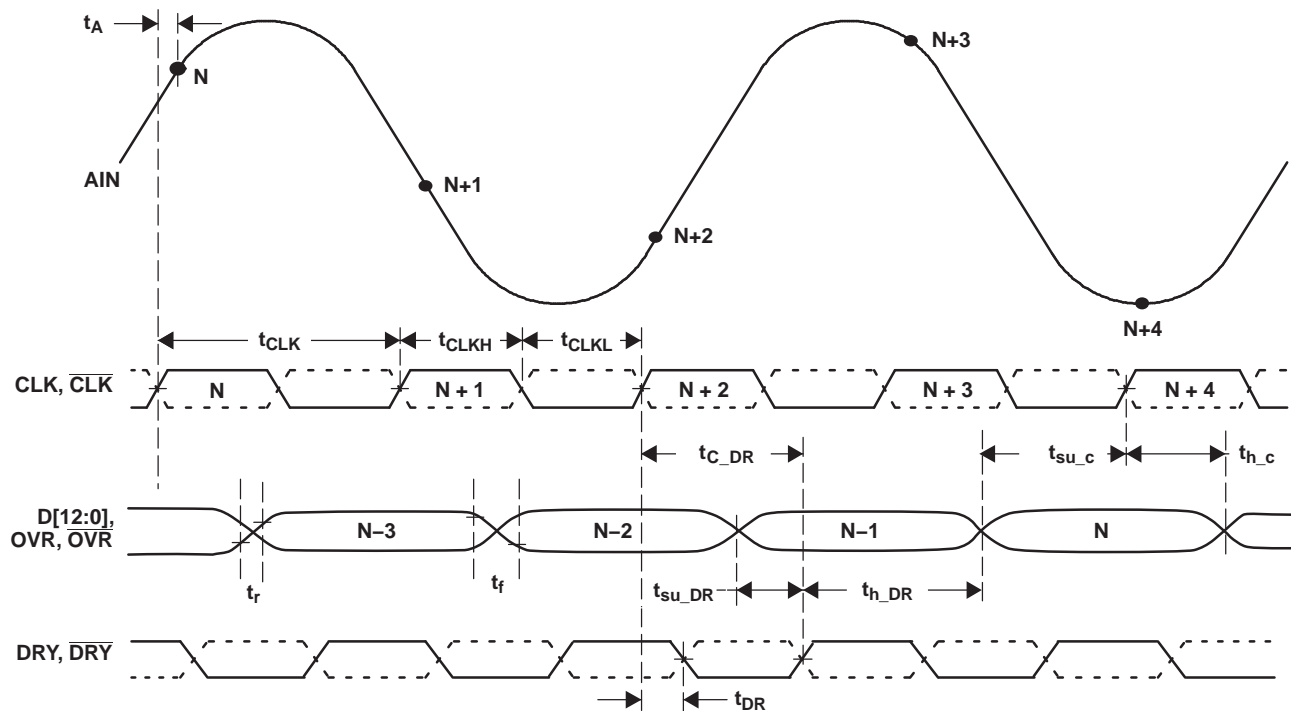 tA
N
N+3
AIN
N+1
N+2
N+4
tCLK
tCLKH
tCLKL
CLK, CLK
N
N + 1
N + 2
N + 3
N + 4
tC_DR
tsu_c
th_c
D[12:0],
OVR, OVR
N–3
N–2
N–1
N
tr
tf
tsu_DR
th_DR
DRY, DRY
tDR